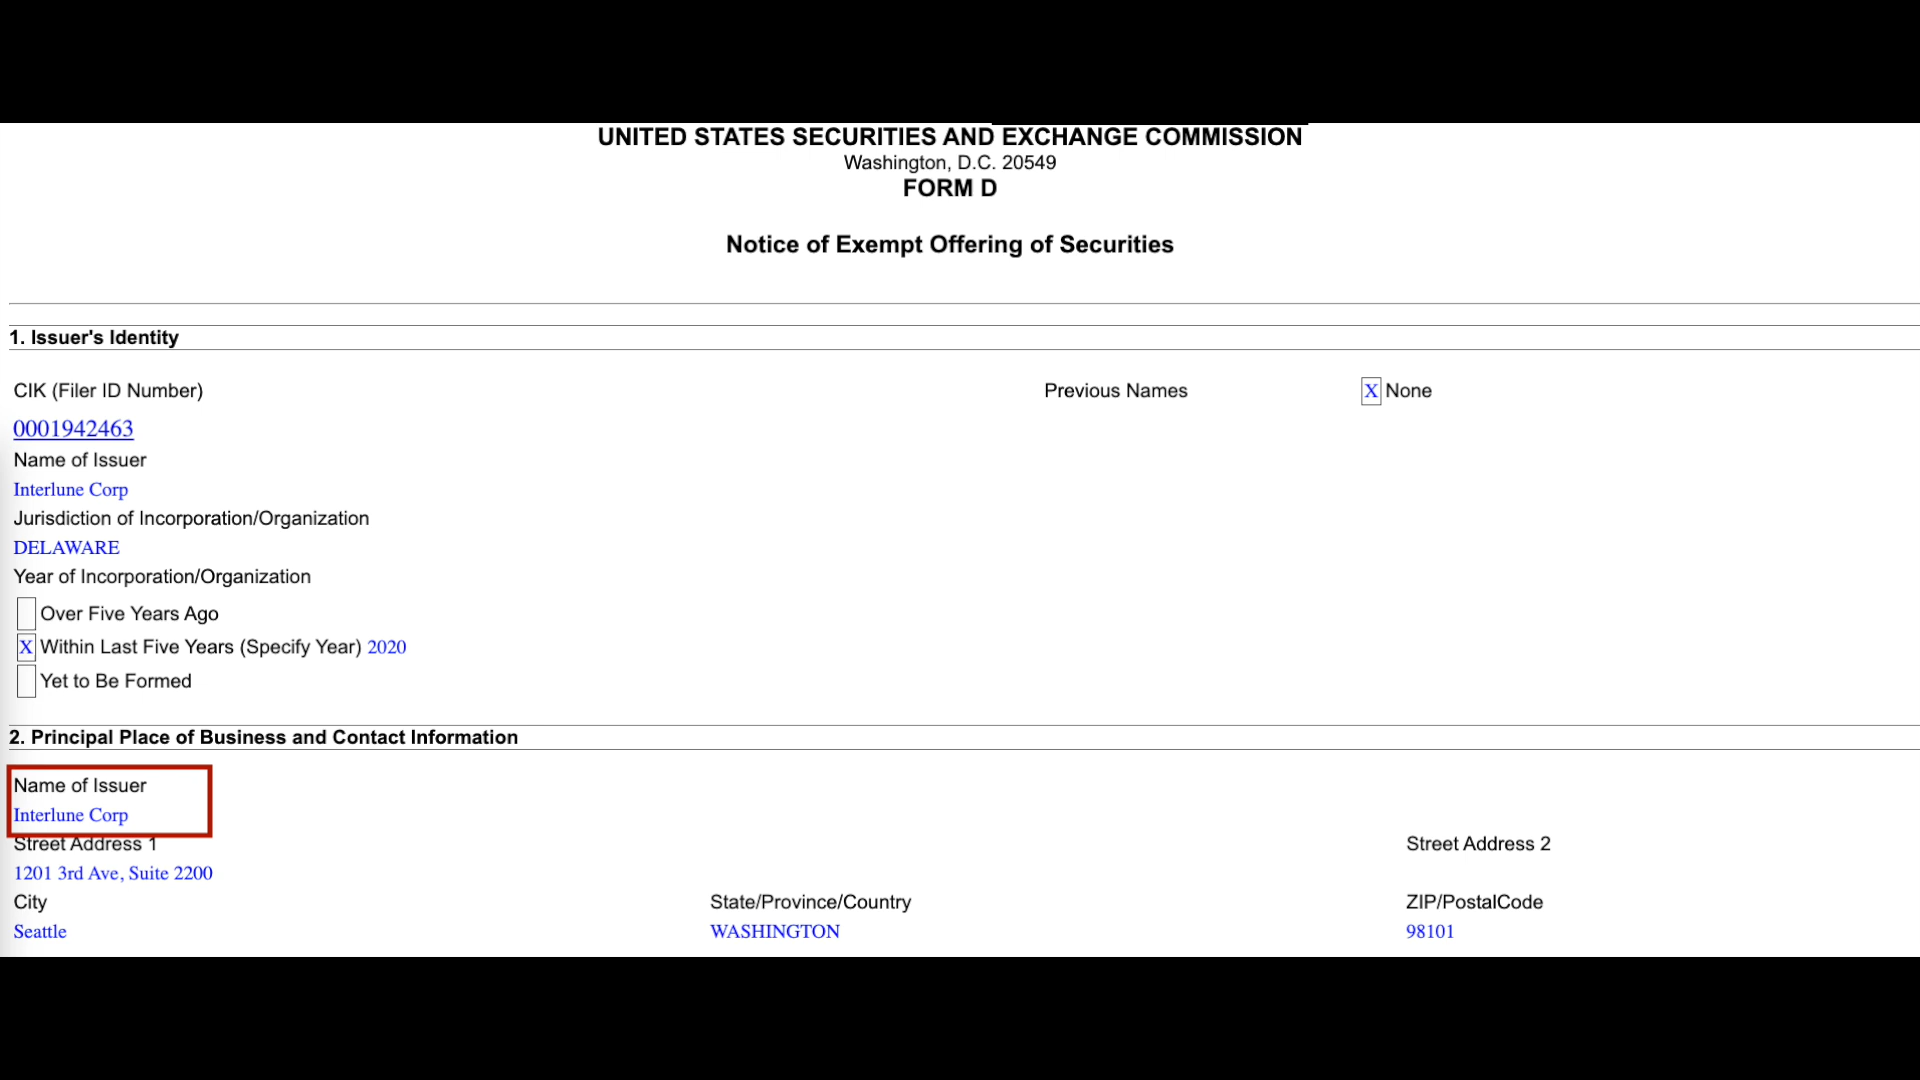 UNITED STATES SECURITIES AND EXCHANGE COMMISSION
Washington, D.C. 20549
FORM D
Notice of Exempt Offering of Securities
1. Issuer's Identity
CIK (Filer ID Number)
Previous Names
X None
0001942463
Name of Issuer
Interlune Corp
Jurisdiction of Incorporation/Organization
DELAWARE
Year of Incorporation/Organization
Over Five Years Ago
X Within Last Five Years (Specify Year) 2020
Yet to Be Formed
2. Principal Place of Business and Contact Information
Name of Issuer
Interlune Corp
Street Address 1
Street Address 2
1201 3rd Ave, Suite 2200
City
State/Province/Country
ZIP/PostalCode
Seattle
WASHINGTON
98101